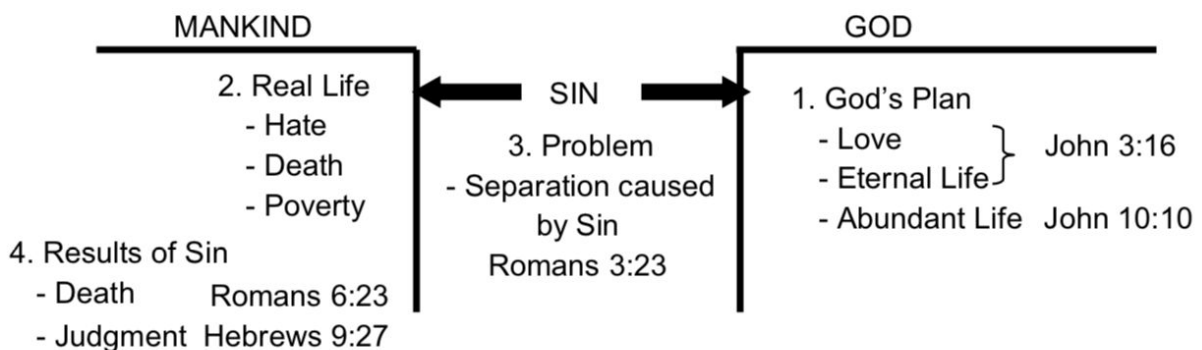 MANKIND
GOD
2. Real Life
- Hate
- Death
- Poverty
4. Results of Sin
- Death Romans 6:23
- Judgment Hebrews 9:27
SIN
3. Problem
- Separation caused
by Sin
Romans 3:23
1. God's Plan
- Love
- Eternal Life
John 3:16
- Abundant Life John 10:10